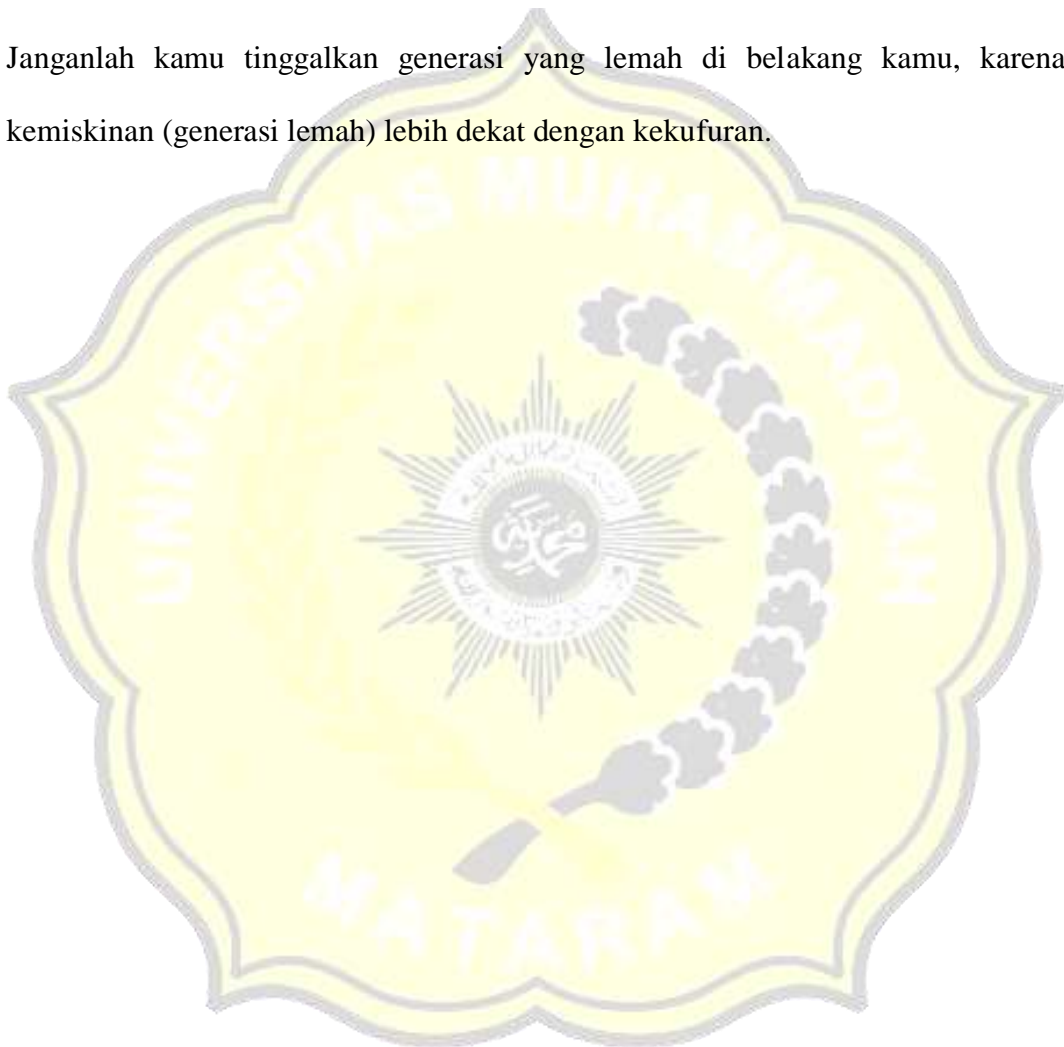 Janganlah kamu tinggalkan generasi yang lemah di belakang kamu, karena
kemiskinan (generasi lemah) lebih dekat dengan kekufuran.
UNIVERSITAS MUHAMMADIYAH
MATARAM